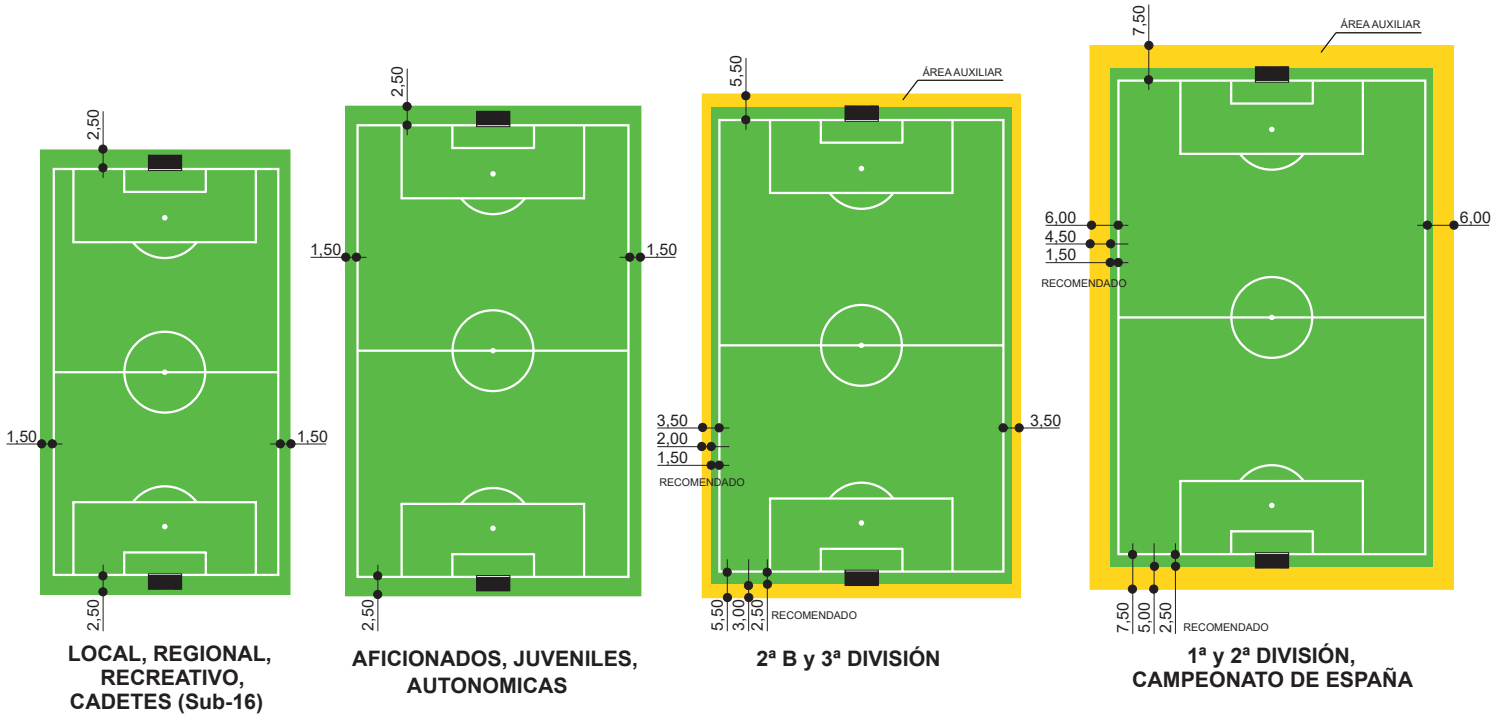 2,50
1,50
1,50
2,50
LOCAL, REGIONAL,
RECREATIVO,
CADETES (Sub-16)
2,50
1,50
1,50
2,50
AFICIONADOS, JUVENILES,
AUTONOMICAS
5,50
ÁREA AUXILIAR
3,50
2,00
1,50
RECOMENDADO
3,50
5,50
3,00
2,50
RECOMENDADO
2ª B y 3ª DIVISIÓN
7,50
ÁREA AUXILIAR
6,00
4,50
1,50
RECOMENDADO
6,00
7,50
5,00
2,50
RECOMENDADO
1ª y 2ª DIVISIÓN,
CAMPEONATO DE ESPAÑA